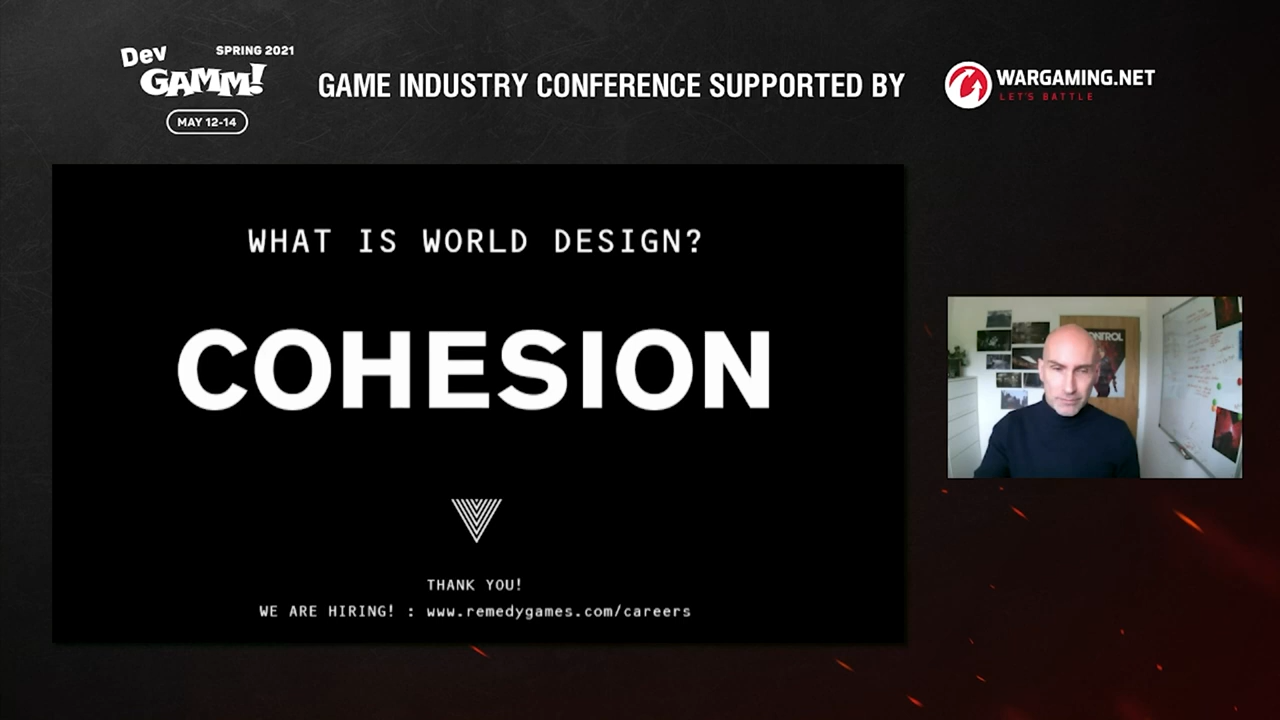 Dev
GAMM!
SPRING 2021
MAY 12-14
GAME INDUSTRY CONFERENCE SUPPORTED BY
WARGAMING.NET
LET'S BATTLE
WHAT IS WORLD DESIGN?
COHESION
THANK YOU!
WE ARE HIRING! : www.remedygames.com/careers
NTROL